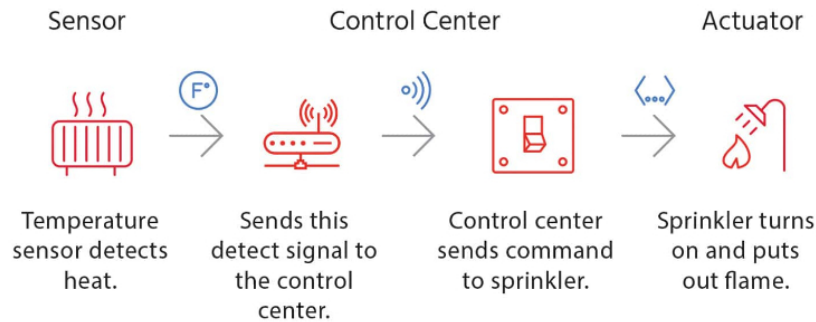 Sensor
Control Center
Actuator
F°
Temperature
sensor detects
heat.
Sends this
detect signal to
the control
center.
Control center
sends command
to sprinkler.
Sprinkler turns
on and puts
out flame.